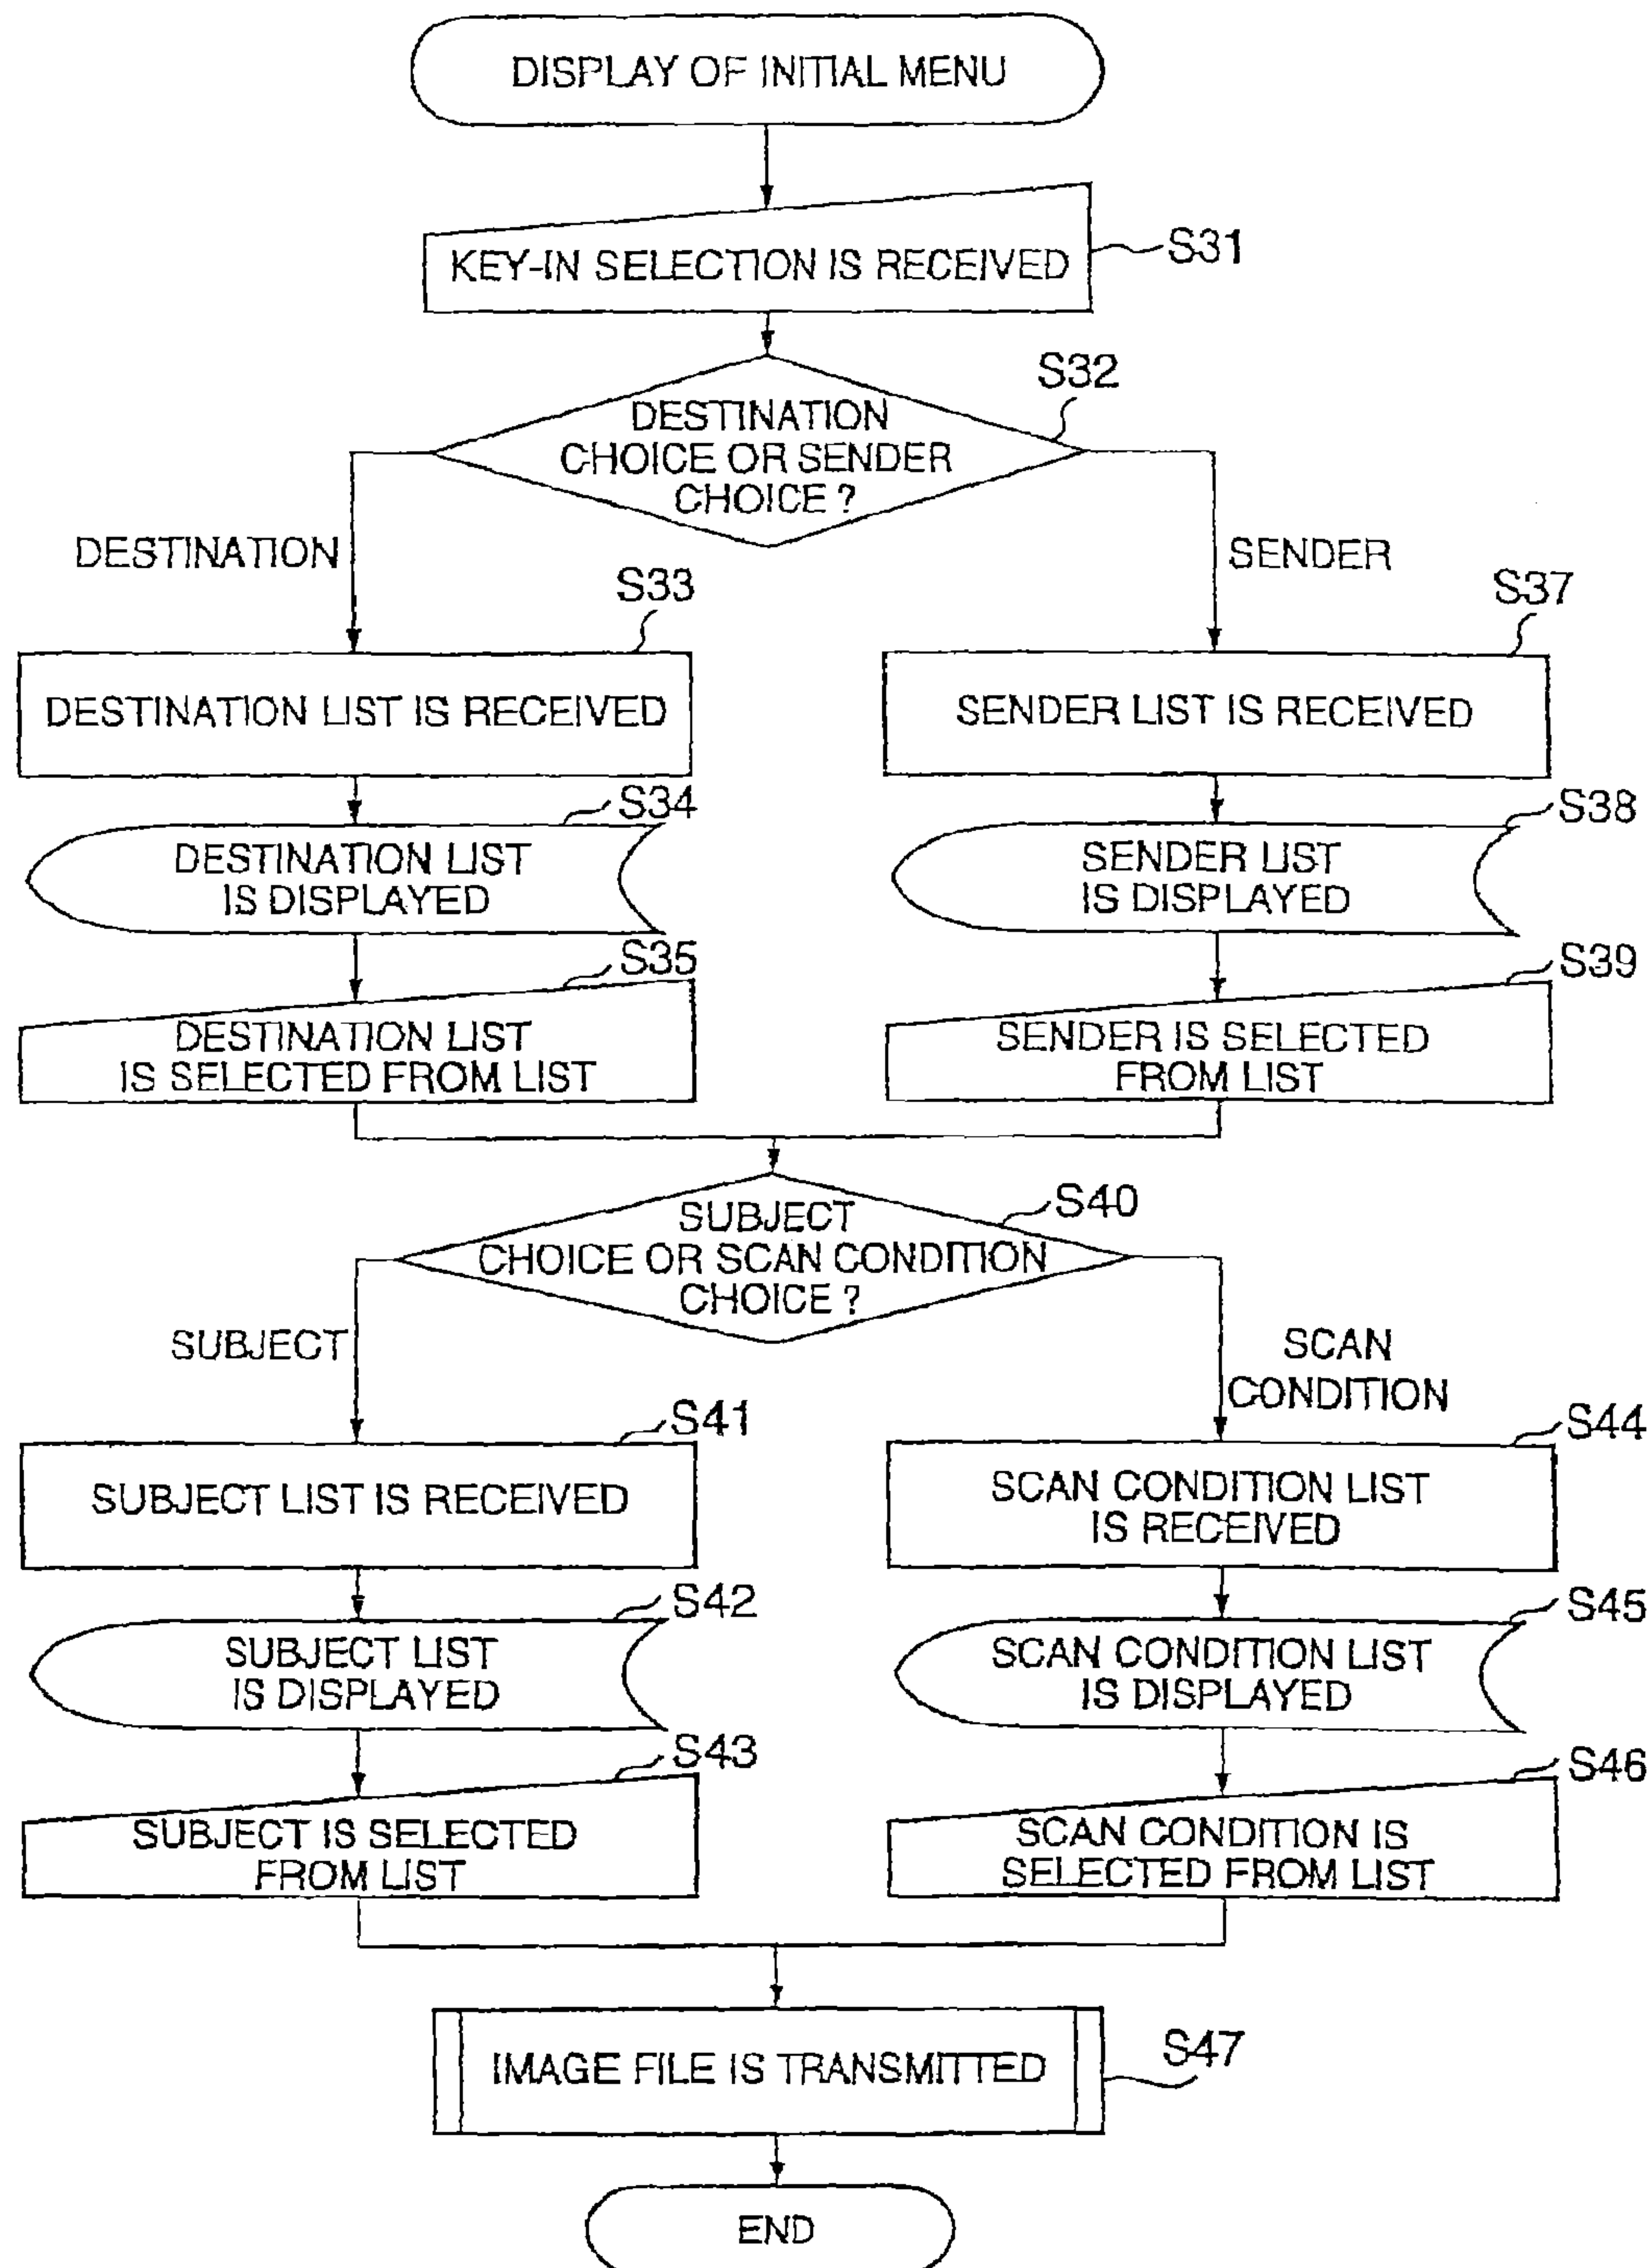 DISPLAY OF INITIAL MENU
KEY-IN SELECTION IS RECEIVED
S31
S32
DESTINATION
CHOICE OR SENDER
CHOICE ?
DESTINATION
SENDER
S33
S37
DESTINATION LIST IS RECEIVED
SENDER LIST IS RECEIVED
S34
S38
DESTINATION LIST
IS DISPLAYED
SENDER LIST
IS DISPLAYED
S35
S39
DESTINATION LIST
IS SELECTED FROM LIST
SENDER IS SELECTED
FROM LIST
S40
SUBJECT
CHOICE OR SCAN CONDITION
CHOICE ?
SUBJECT
SCAN
CONDITION
S41
S44
SUBJECT LIST IS RECEIVED
SCAN CONDITION LIST
IS RECEIVED
S42
S45
SUBJECT LIST
IS DISPLAYED
SCAN CONDITION LIST
IS DISPLAYED
S43
S46
SUBJECT IS SELECTED
FROM LIST
SCAN CONDITION IS
SELECTED FROM LIST
IMAGE FILE IS TRANSMITTED
S47
END